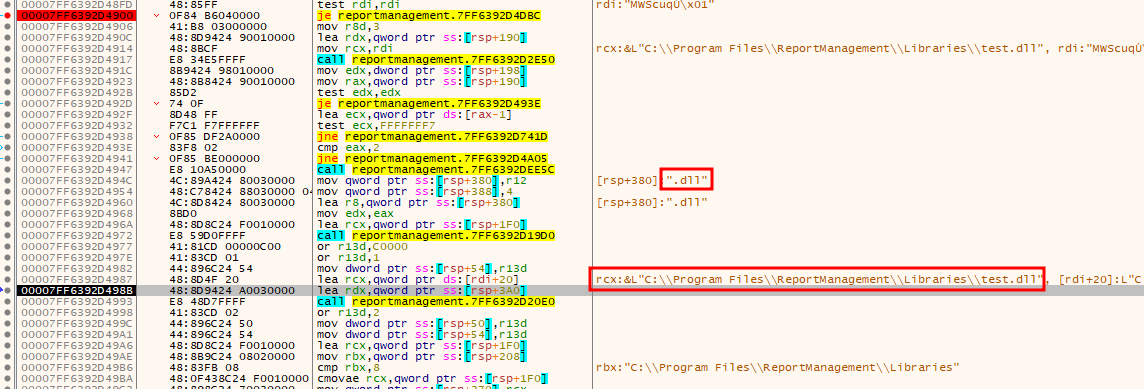 00007FF6392D48FD 48:85FF test rdi,rdi rdi:"MWScuqÙ\x01"
00007FF6392D4900 0F84 B6040000 je reportmanagement.7FF6392D4DBC
00007FF6392D4906 41:B8 03000000 mov r8d,3
00007FF6392D490C 48:8D9424 90010000 lea rdx,qword ptr ss:[rsp+190]
00007FF6392D4914 48:8BCF mov rcx,rdi rcx:&L"C:\\Program Files\\ReportManagement\\Libraries\\test.dll", rdi:"MWScuqÙ
00007FF6392D4917 E8 34E5FFFF call reportmanagement.7FF6392D2E50
00007FF6392D491C 8B9424 98010000 mov edx,dword ptr ss:[rsp+198]
00007FF6392D4923 48:8B8424 90010000 mov rax,qword ptr ss:[rsp+190]
00007FF6392D492B 85D2 test edx,edx
00007FF6392D492D 74 0F je reportmanagement.7FF6392D493E
00007FF6392D492F 8D48 FF lea ecx,qword ptr ds:[rax-1]
00007FF6392D4932 F7C1 F7FFFFFF test ecx,FFFFFFF7
00007FF6392D4938 0F85 DF2A0000 jne reportmanagement.7FF6392D741D
00007FF6392D493E 83F8 02 cmp eax,2
00007FF6392D4941 0F85 BE000000 jne reportmanagement.7FF6392D4A05
00007FF6392D4947 E8 10A50000 call reportmanagement.7FF6392DEE5C
00007FF6392D494C 4C:89A424 80030000 mov qword ptr ss:[rsp+380],r12 [rsp+380]:".dll"
00007FF6392D4954 48:C78424 88030000 04 mov qword ptr ss:[rsp+388],4
00007FF6392D4960 4C:8D8424 80030000 lea r8,qword ptr ss:[rsp+380] [rsp+380]:".dll"
00007FF6392D4968 8BD0 mov edx,eax
00007FF6392D496A 48:8D8C24 F0010000 lea rcx,qword ptr ss:[rsp+1F0]
00007FF6392D4972 E8 59D0FFFF call reportmanagement.7FF6392D19D0
00007FF6392D4977 41:81CD 00000C00 or r13d,C0000
00007FF6392D497E 41:83CD 01 or r13d,1
00007FF6392D4982 44:896C24 54 mov dword ptr ss:[rsp+54],r13d
00007FF6392D4987 48:8D4F 20 lea rcx,qword ptr ds:[rdi+20] rcx:&L"C:\\Program Files\\ReportManagement\\Libraries\\test.dll", [rdi+20]:L"C
00007FF6392D498B 48:8D9424 A0030000 lea rdx,qword ptr ss:[rsp+3A0]
00007FF6392D4993 E8 48D7FFFF call reportmanagement.7FF6392D20E0
00007FF6392D4998 41:83CD 02 or r13d,2
00007FF6392D499C 44:896C24 50 mov dword ptr ss:[rsp+50],r13d
00007FF6392D49A1 44:896C24 54 mov dword ptr ss:[rsp+54],r13d
00007FF6392D49A6 48:8D8C24 F0010000 lea rcx,qword ptr ss:[rsp+1F0]
00007FF6392D49AE 48:8B9C24 08020000 mov rbx,qword ptr ss:[rsp+208]
00007FF6392D49B6 48:83FB 08 cmp rbx,8 rbx:"C:\\Program Files\\ReportManagement\\Libraries"
00007FF6392D49BA 48:0F438C24 F0010000 cmovae rcx,qword ptr ss:[rsp+1F0]